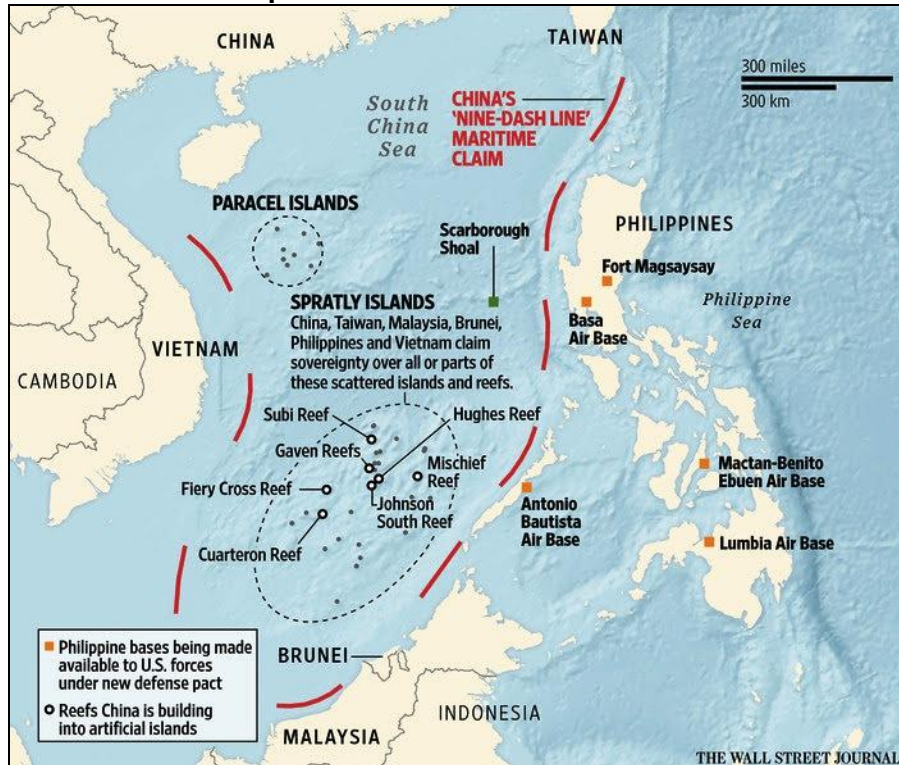 CHINA
TAIWAN
300 miles
300 km
South
China
Sea
CHINA'S
'NINE-DASH LINE'
MARITIME
CLAIM
PARACEL ISLANDS
Scarborough
Shoal
PHILIPPINES
Fort Magsaysay
Basa
Air Base
Philippine
Sea
SPRATLY ISLANDS
China, Taiwan, Malaysia, Brunei,
Philippines and Vietnam claim
sovereignty over all or parts of
these scattered islands and reefs.
VIETNAM
CAMBODIA
Subi Reef
Hughes Reef
Gaven Reefs
Mischief
Reef
Fiery Cross Reef
Johnson
South Reef
Cuarteron Reef
Antonio
Bautista
Air Base
Mactan-Benito
Ebuen Air Base
Lumbia Air Base
Philippine bases being made
available to U.S. forces
under new defense pact
Reefs China is building
into artificial islands
BRUNEI
MALAYSIA
INDONESIA
THE WALL STREET JOURNAL